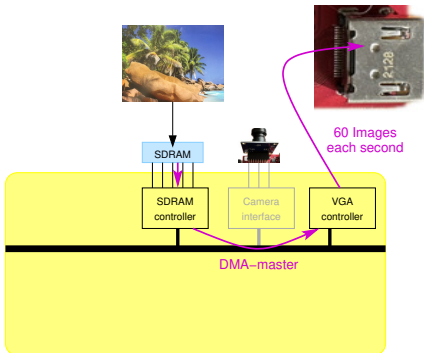 60 Images
each second
SDRAM
SDRAM
controller
Camera
interface
VGA
controller
DMA−master
2128